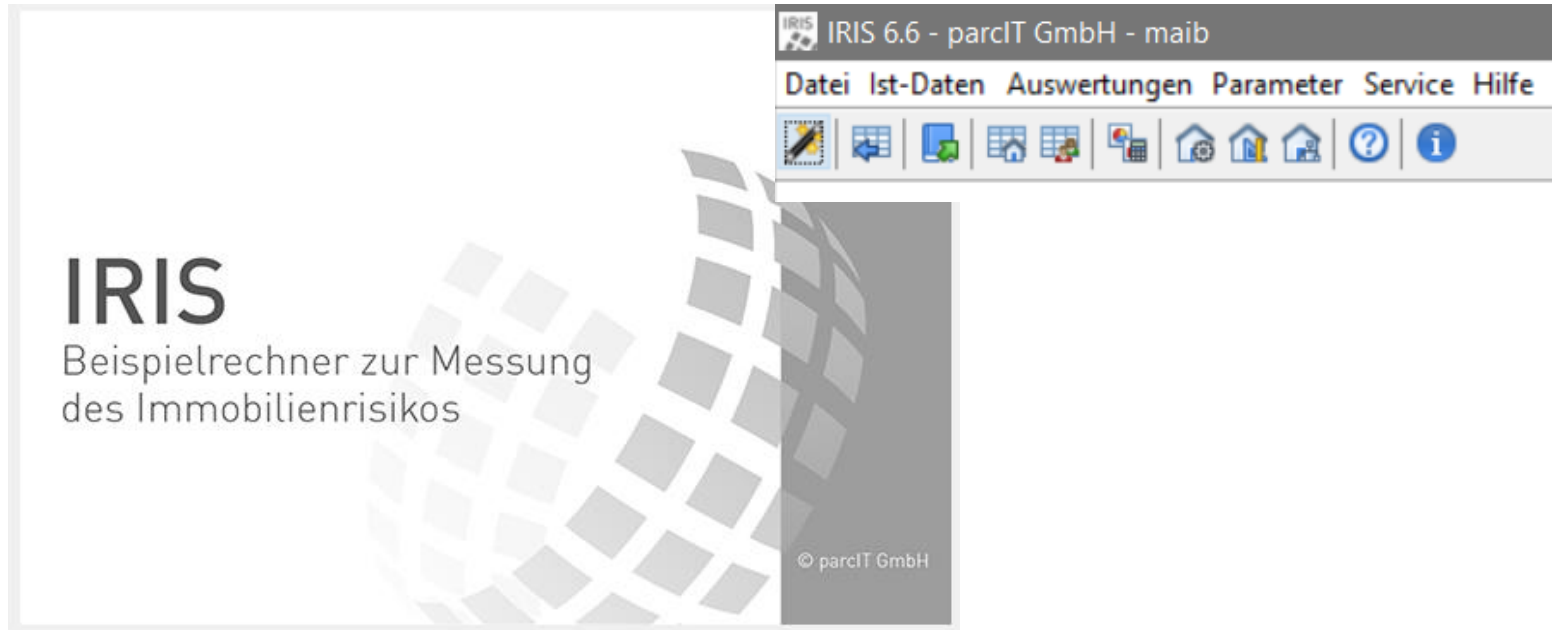 IRIS
IRIS 6.6 - parcIT GmbH - maib
Datei Ist-Daten Auswertungen Parameter Service Hilfe
IRIS
Beispielrechner zur Messung
des Immobilienrisikos
© parcIT GmbH